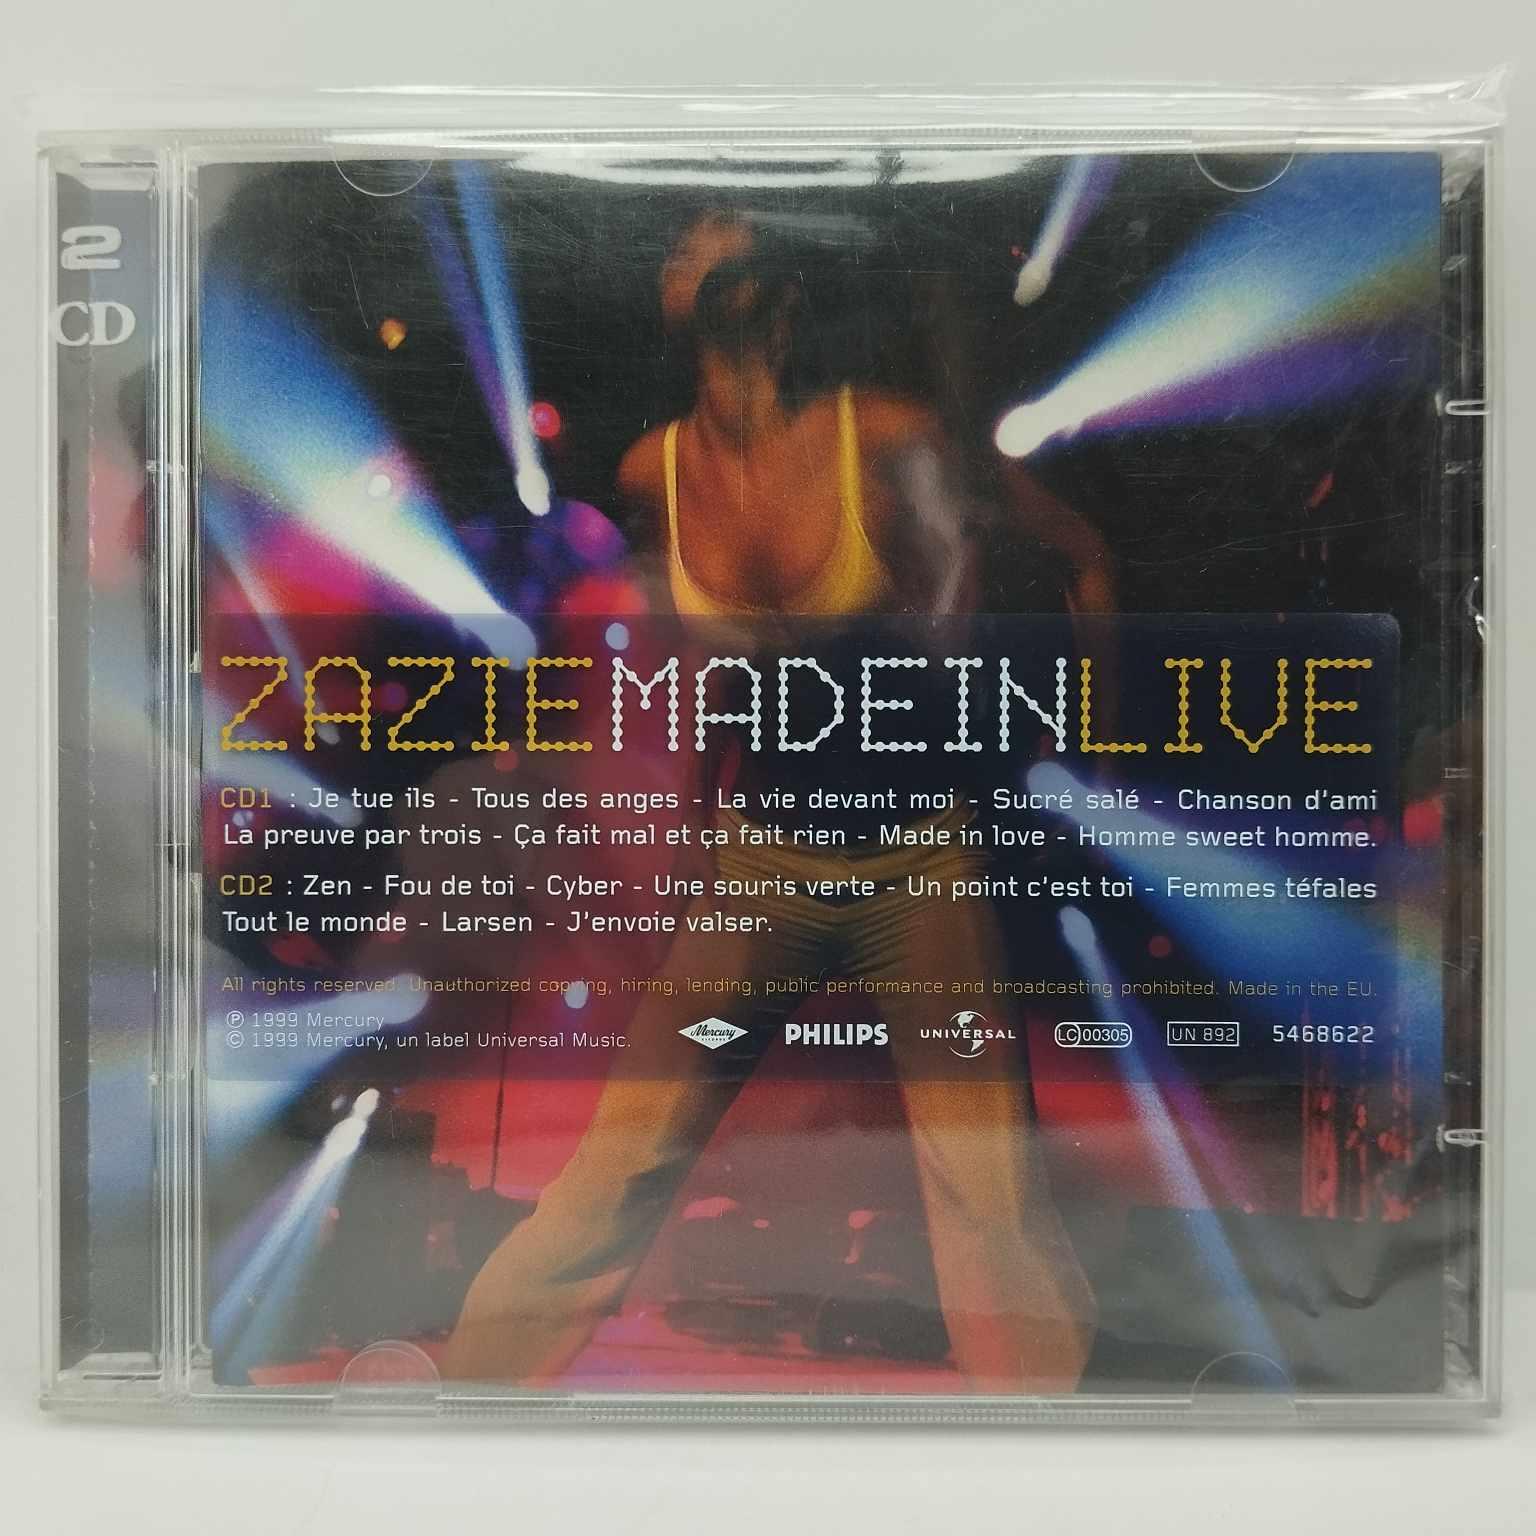 2
CD
ZAZIEMADEINLIVE
CD1 : Je tue ils - Tous des anges - La vie devant moi - Sucré salé - Chanson d'ami
La preuve par trois - Ça fait mal et ça fait rien - Made in love - Homme sweet homme.
CD2 : Zen - Fou de toi - Cyber - Une souris verte - Un point c'est toi - Femmes téfales
Tout le monde - Larsen - J'envoie valser.
All rights reserved. Unauthorized copying, hiring, lending, public performance and broadcasting prohibited. Made in the EU.
℗ 1999 Mercury
© 1999 Mercury, un label Universal Music.
Mercury RECORDS PHILIPS UNIVERSAL LC 00305 UN 892 5468622